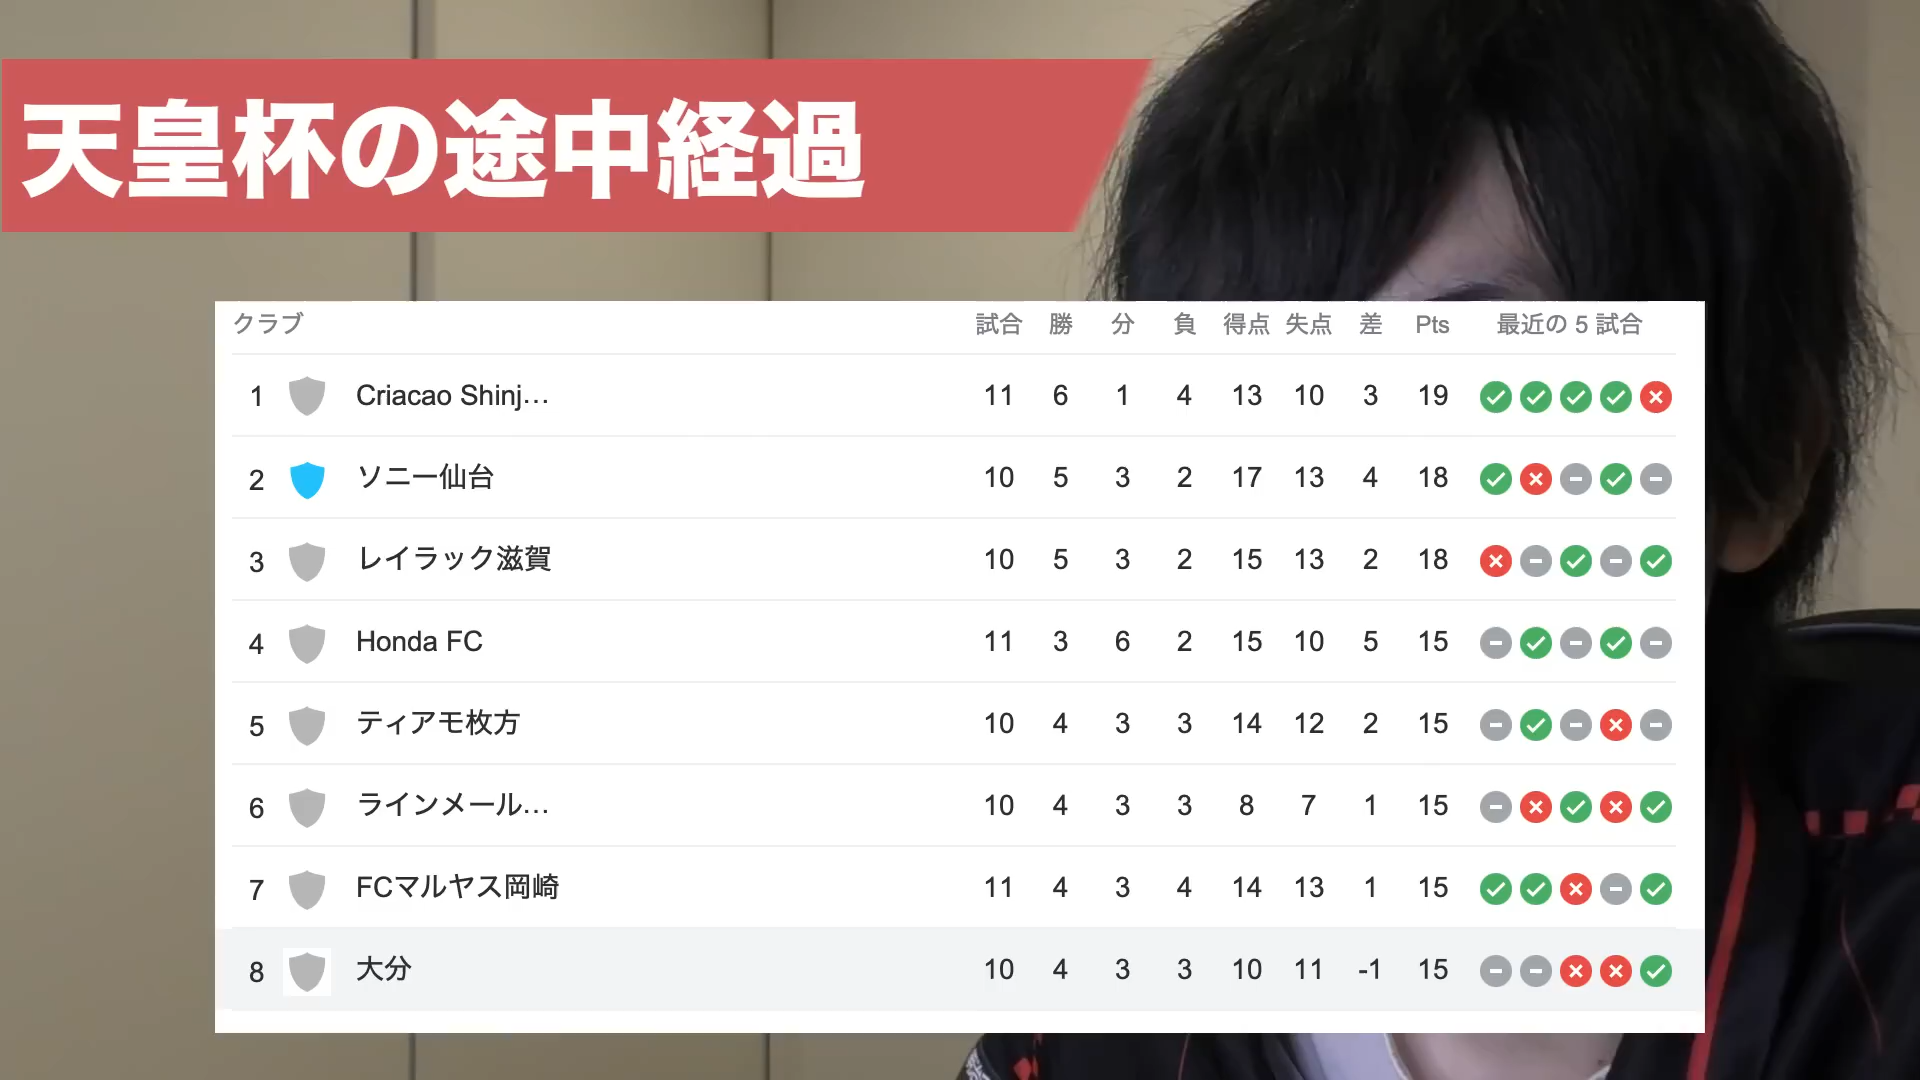 天皇杯の途中経過
クラブ 試合 勝 分 負 得点 失点 差 Pts 最近の 5 試合
1 Criacao Shinj... 11 6 1 4 13 10 3 19
2 ソニー仙台 10 5 3 2 17 13 4 18
3 レイラック滋賀 10 5 3 2 15 13 2 18
4 Honda FC 11 3 6 2 15 10 5 15
5 ティアモ枚方 10 4 3 3 14 12 2 15
6 ラインメール... 10 4 3 3 8 7 1 15
7 FCマルヤス岡崎 11 4 3 4 14 13 1 15
8 大分 10 4 3 3 10 11 -1 15